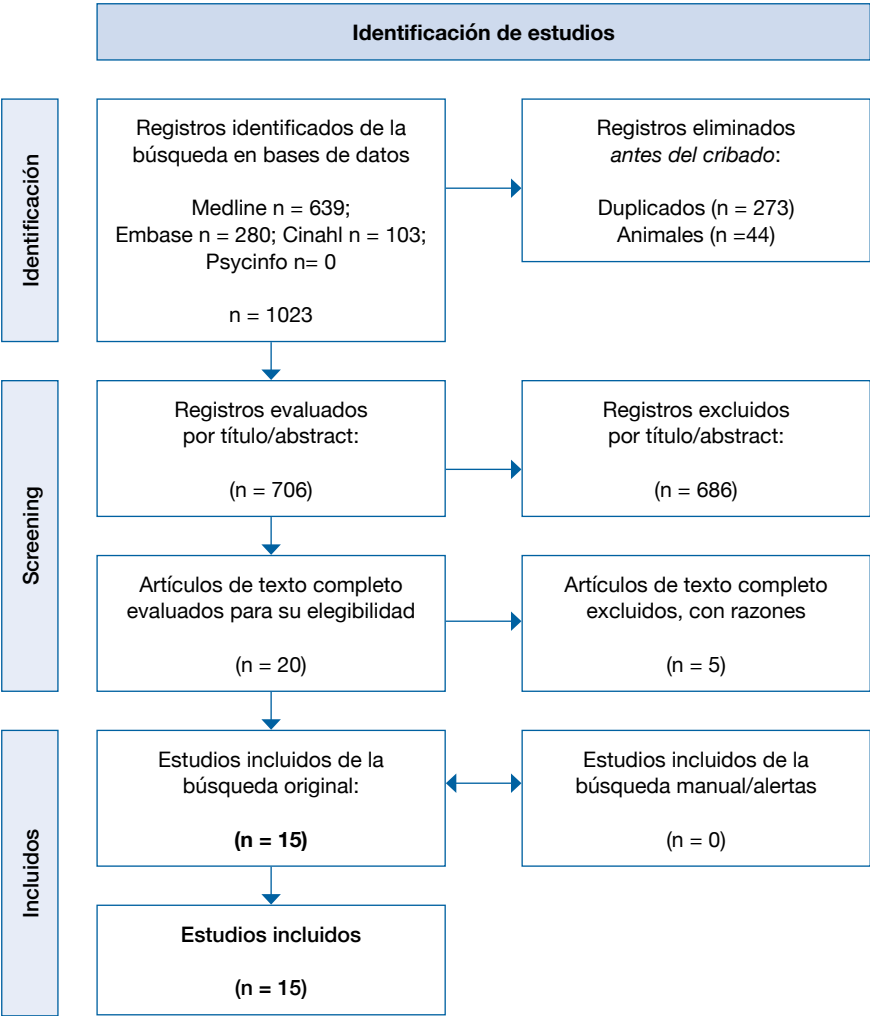 Identificación de estudios
Identificación
Registros identificados de la
búsqueda en bases de datos
Medline n = 639;
Embase n = 280; Cinahl n = 103;
Psycinfo n= 0
n = 1023
Registros eliminados
antes del cribado:
Duplicados (n = 273)
Animales (n =44)
Screening
Registros evaluados
por título/abstract:
(n = 706)
Registros excluidos
por título/abstract:
(n = 686)
Artículos de texto completo
evaluados para su elegibilidad
(n = 20)
Artículos de texto completo
excluidos, con razones
(n = 5)
Incluidos
Estudios incluidos de la
búsqueda original:
(n = 15)
Estudios incluidos de la
búsqueda manual/alertas
(n = 0)
Estudios incluidos
(n = 15)